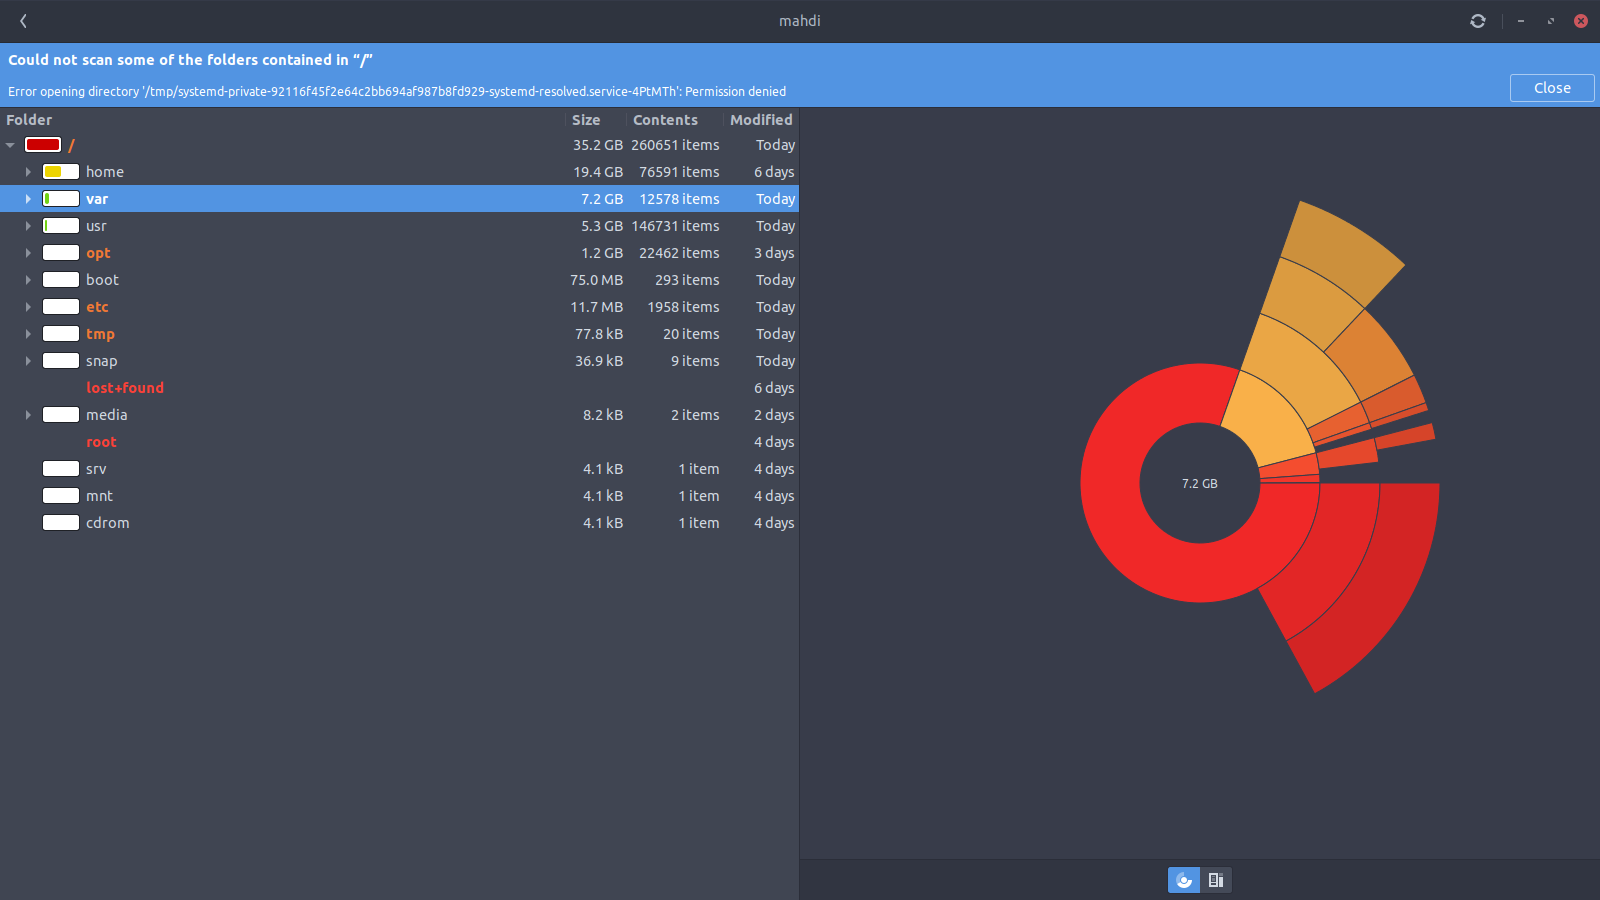 mahdi
Could not scan some of the folders contained in “/”
Error opening directory '/tmp/systemd-private-92116f45f2e64c2bb694af987b8fd929-systemd-resolved.service-4PtMTh': Permission denied
Close
Folder Size Contents Modified
/ 35.2 GB 260651 items Today
home 19.4 GB 76591 items 6 days
var 7.2 GB 12578 items Today
usr 5.3 GB 146731 items Today
opt 1.2 GB 22462 items 3 days
boot 75.0 MB 293 items Today
etc 11.7 MB 1958 items Today
tmp 77.8 kB 20 items Today
snap 36.9 kB 9 items Today
lost+found 6 days
media 8.2 kB 2 items 2 days
root 4 days
srv 4.1 kB 1 item 4 days
mnt 4.1 kB 1 item 4 days
cdrom 4.1 kB 1 item 4 days
7.2 GB